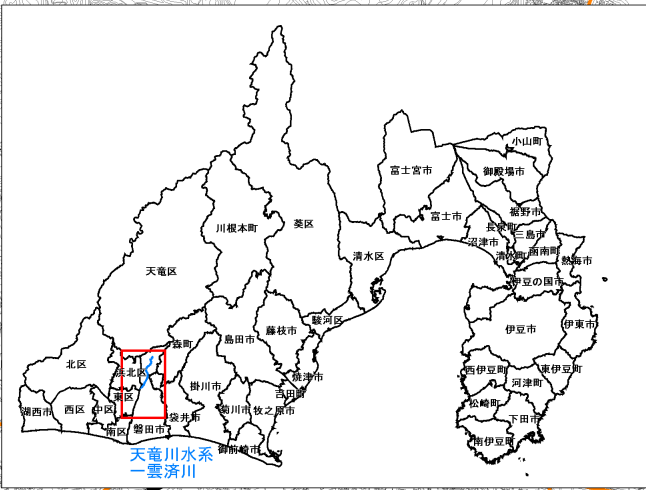 小山町
富士宮市
御殿場市
裾野市
富士市
長泉町
三島市
葵区
川根本町
沼津市
清水町
函南町
清水区
熱海市
天竜区
伊豆の国市
駿河区
伊東市
藤枝市
伊豆市
島田市
森町
北区
浜北区
西伊豆町
東伊豆町
焼津市
河津町
掛川市
吉田町
東区
松崎町
湖西市
西区
中区
菊川市
牧之原市
袋井市
下田市
南区
磐田市
南伊豆町
御前崎市
天竜川水系
一雲済川